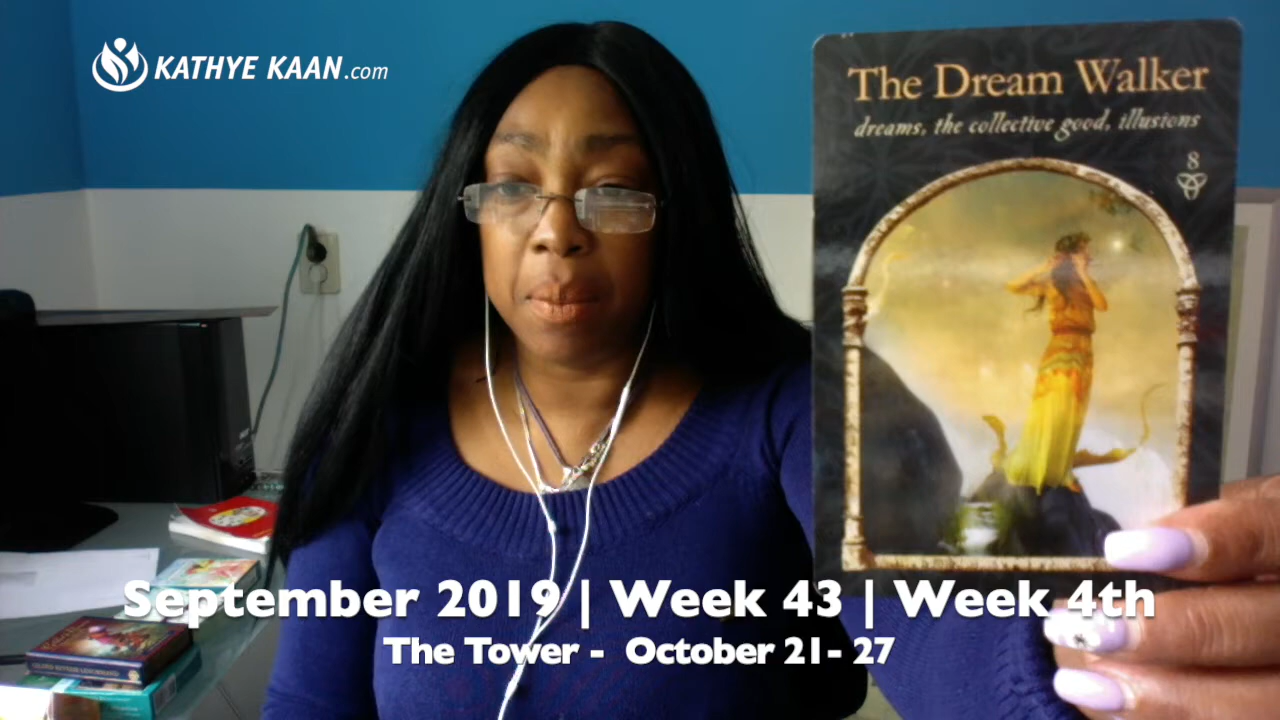 KATHYE KAAN.com
The Dream Walker
dreams, the collective good, illusions
8
September 2019 | Week 43 | Week 4th
The Tower - October 21- 27